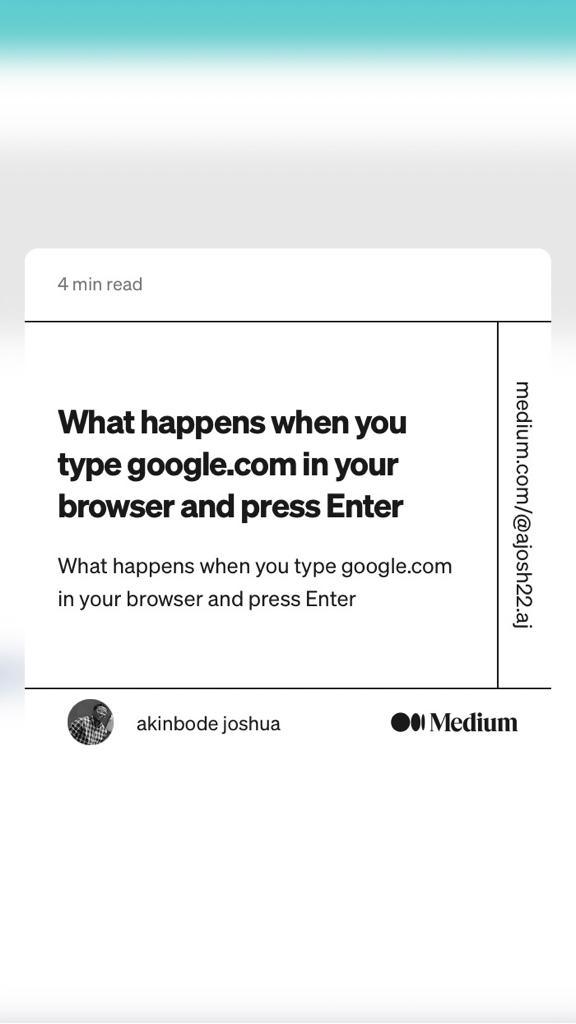 4 min read
What happens when you
type google.com in your
browser and press Enter
What happens when you type google.com
in your browser and press Enter
medium.com/@ajosh22.aj
akinbode joshua
Medium